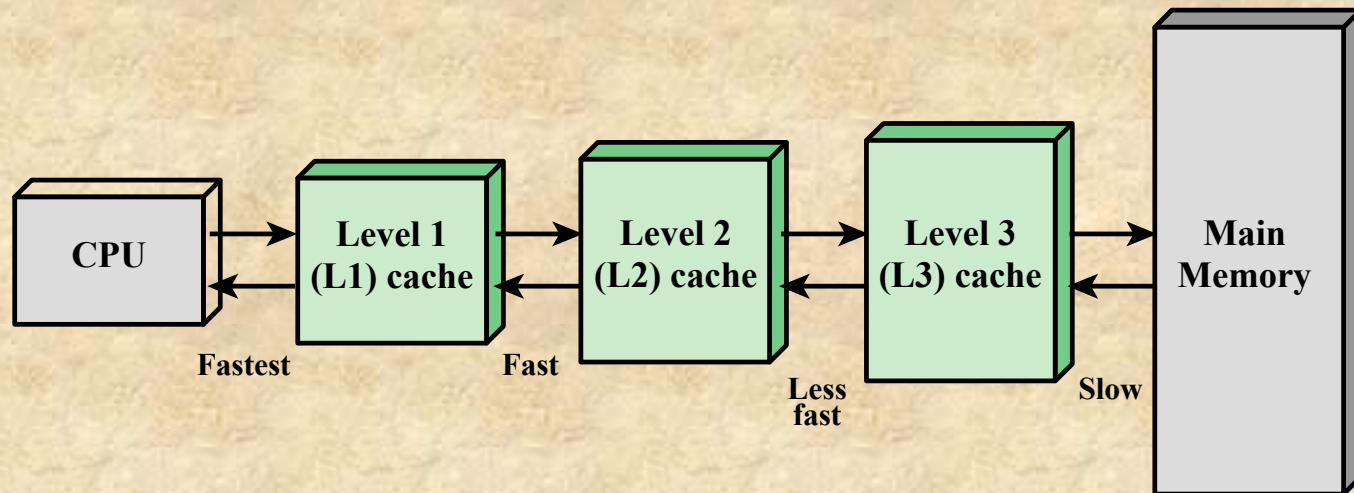 CPU
Level 1
(L1) cache
Level 2
(L2) cache
Level 3
(L3) cache
Main
Memory
Fastest
Fast
Less
fast
Slow